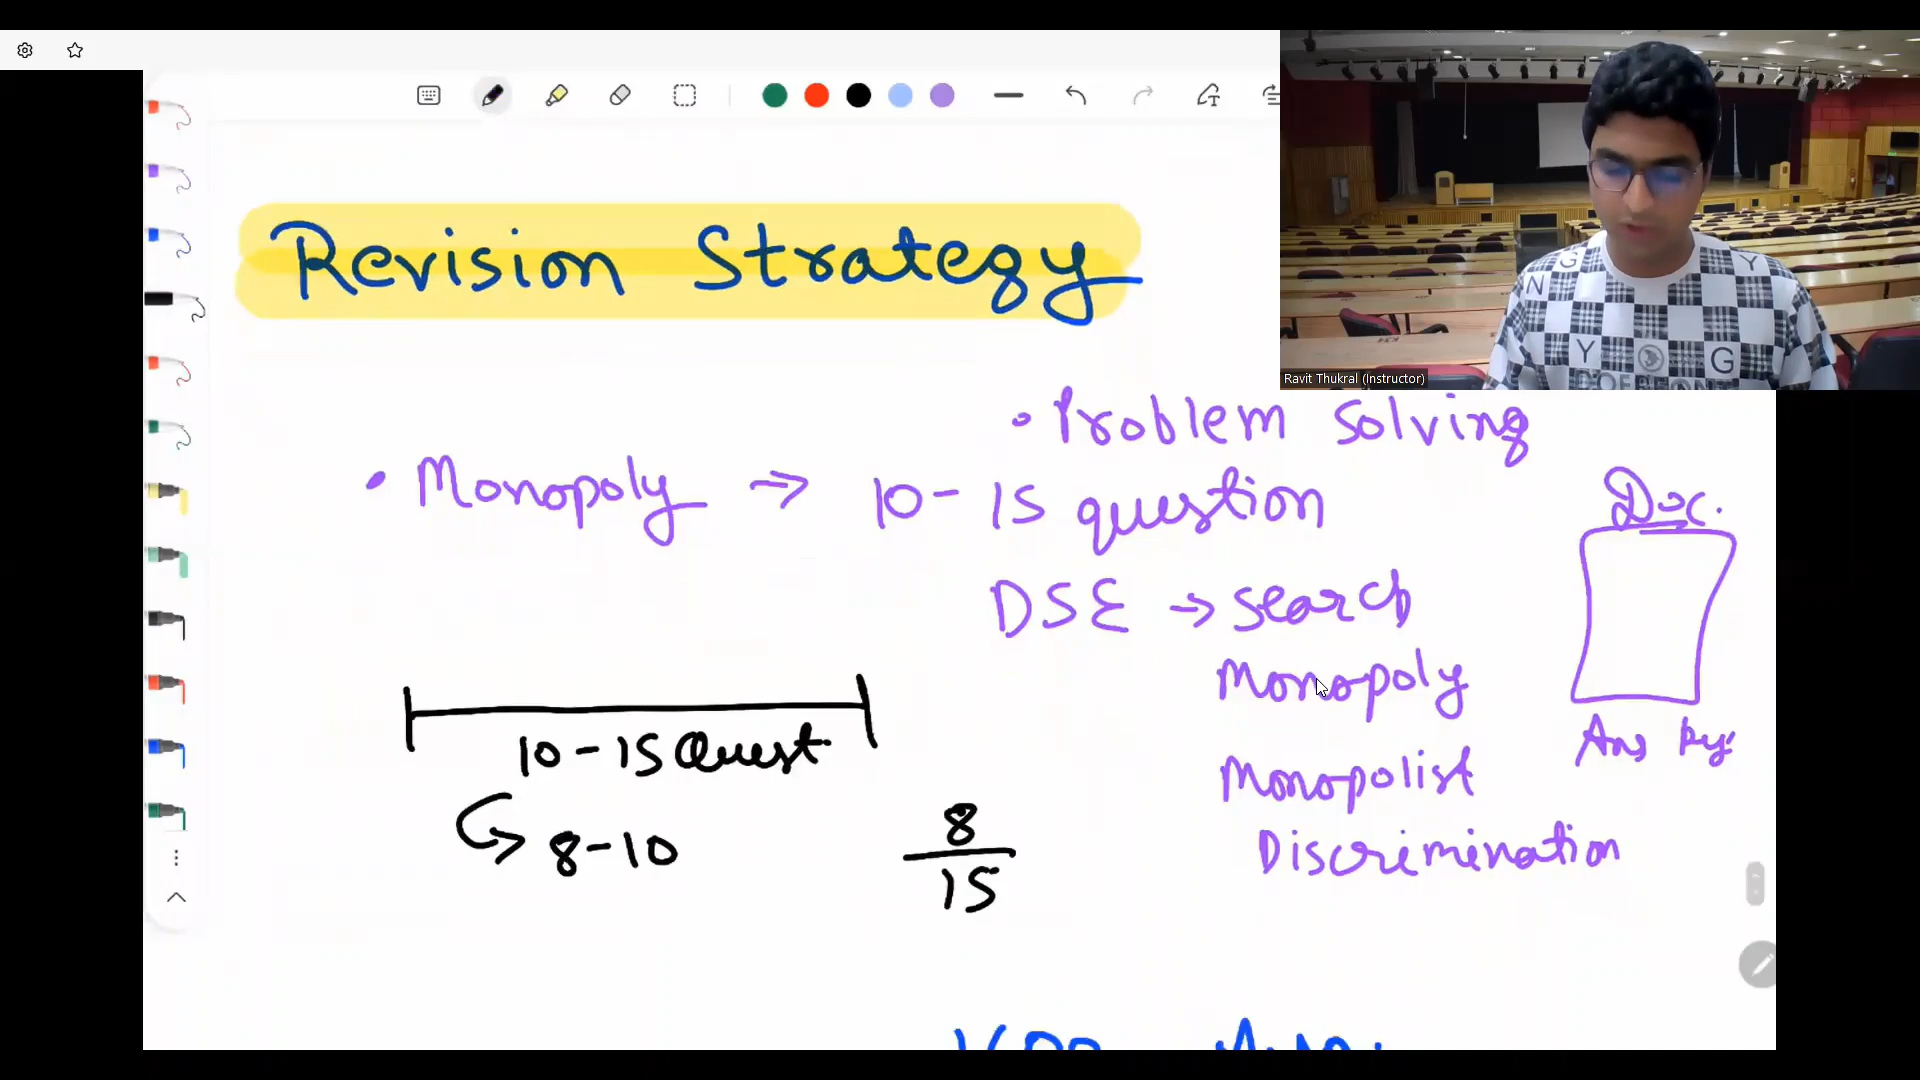 Revision Strategy
Ravit Thukral (Instructor)
• Problem solving
• Monopoly → 10-15 question
Doc.
DSE → search
Monopoly
10-15 Quest
Ans key
Monopolist
8-10
8
15
Discrimination
N G Y
Y G